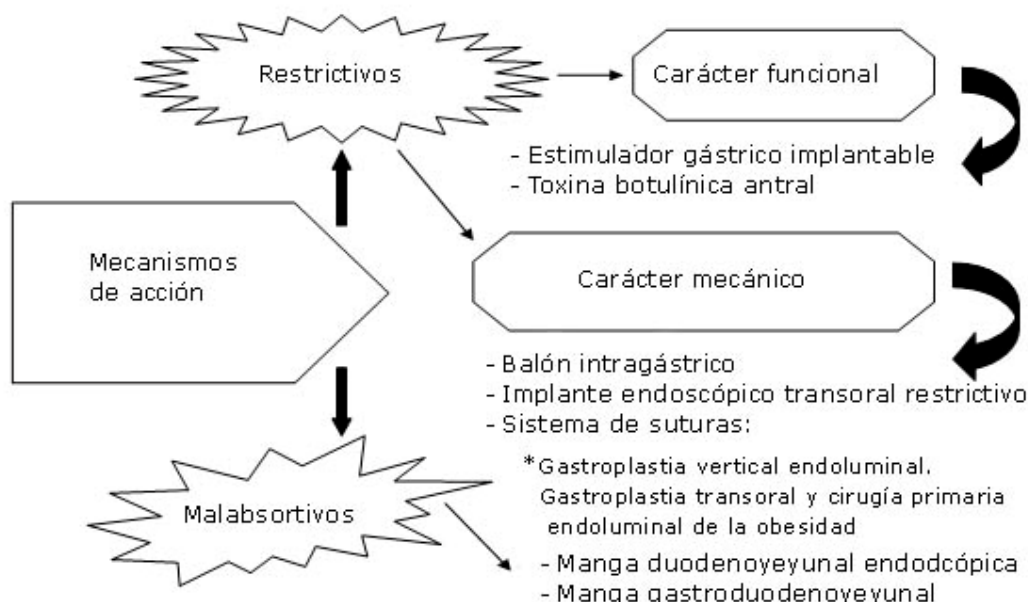 Restrictivos
Carácter funcional
- Estimulador gástrico implantable
- Toxina botulínica antral
Mecanismos
de acción
Carácter mecánico
- Balón intragástrico
- Implante endoscópico transoral restrictivo
- Sistema de suturas:
*Gastroplastia vertical endoluminal.
Gastroplastia transoral y cirugía primaria
endoluminal de la obesidad
Malabsortivos
- Manga duodenoyeyunal endodcópica
- Manga gastroduodenoyeyunal